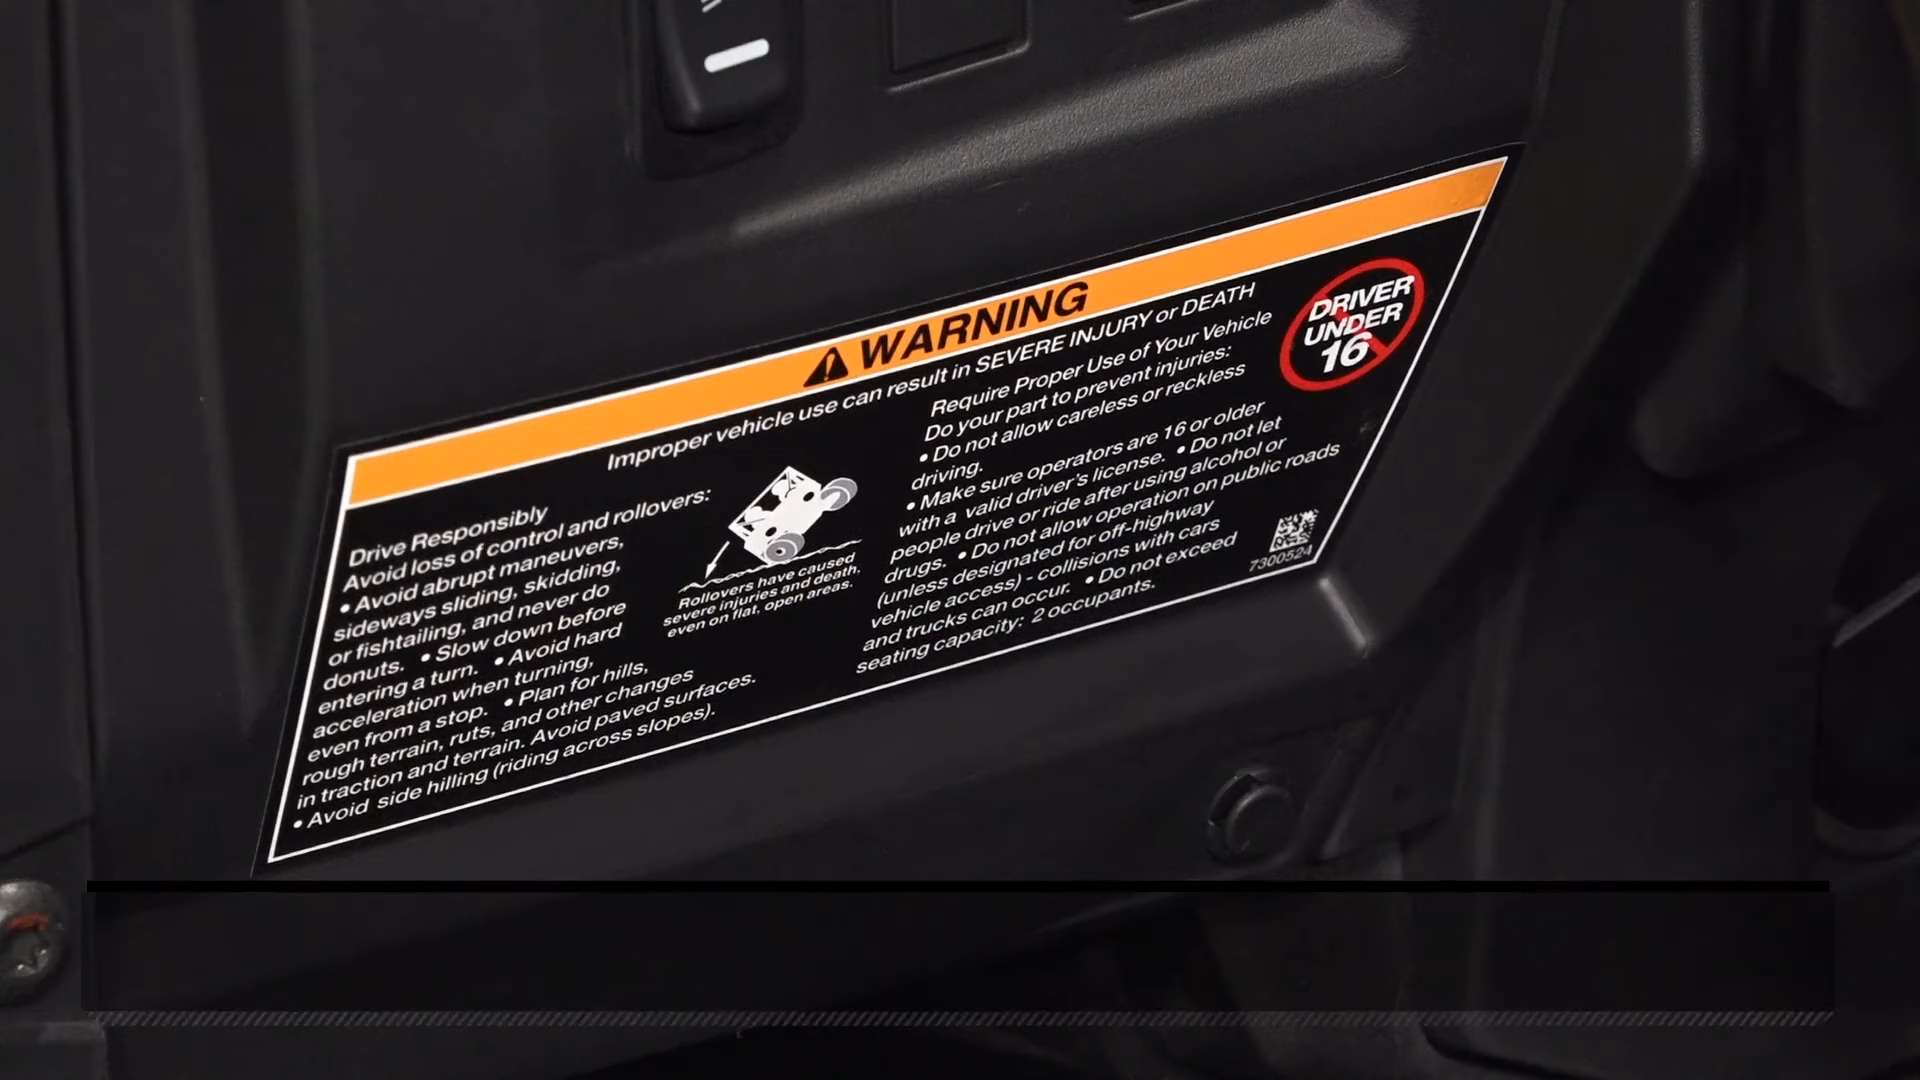 WARNING
Improper vehicle use can result in SEVERE INJURY or DEATH
Drive Responsibly
Avoid loss of control and rollovers:
• Avoid abrupt maneuvers,
sideways sliding, skidding,
or fishtailing, and never do
donuts. • Slow down before
entering a turn. • Avoid hard
acceleration when turning,
even from a stop. • Plan for hills,
rough terrain, ruts, and other changes
in traction and terrain. Avoid paved surfaces.
• Avoid side hilling (riding across slopes).
Rollovers have caused
severe injuries and death,
even on flat, open areas.
Require Proper Use of Your Vehicle
Do your part to prevent injuries:
• Do not allow careless or reckless
driving.
• Make sure operators are 16 or older
with a valid driver's license. • Do not let
people drive or ride after using alcohol or
drugs. • Do not allow operation on public roads
(unless designated for off-highway
vehicle access) - collisions with cars
and trucks can occur. • Do not exceed
seating capacity: 2 occupants.
DRIVER
UNDER
16
7300524